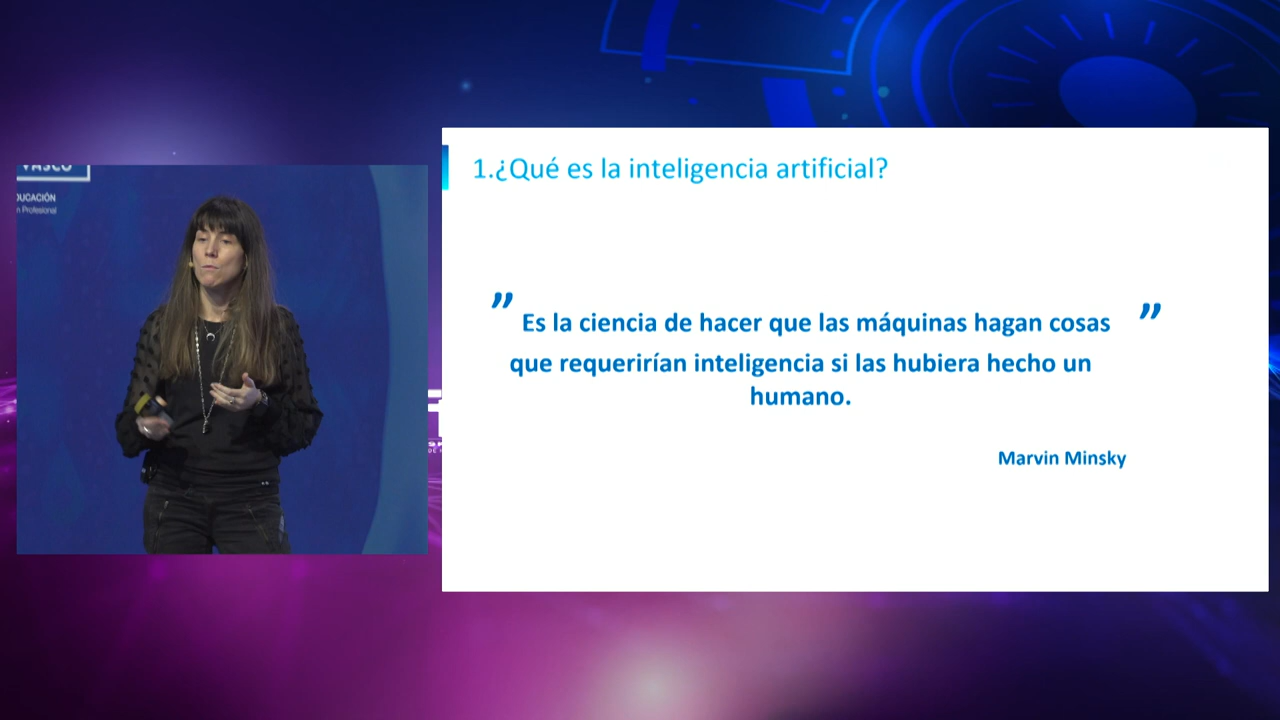 VASCO
1.¿Qué es la inteligencia artificial?
” Es la ciencia de hacer que las máquinas hagan cosas ”
que requerirían inteligencia si las hubiera hecho un
humano.
Marvin Minsky
n Profesional